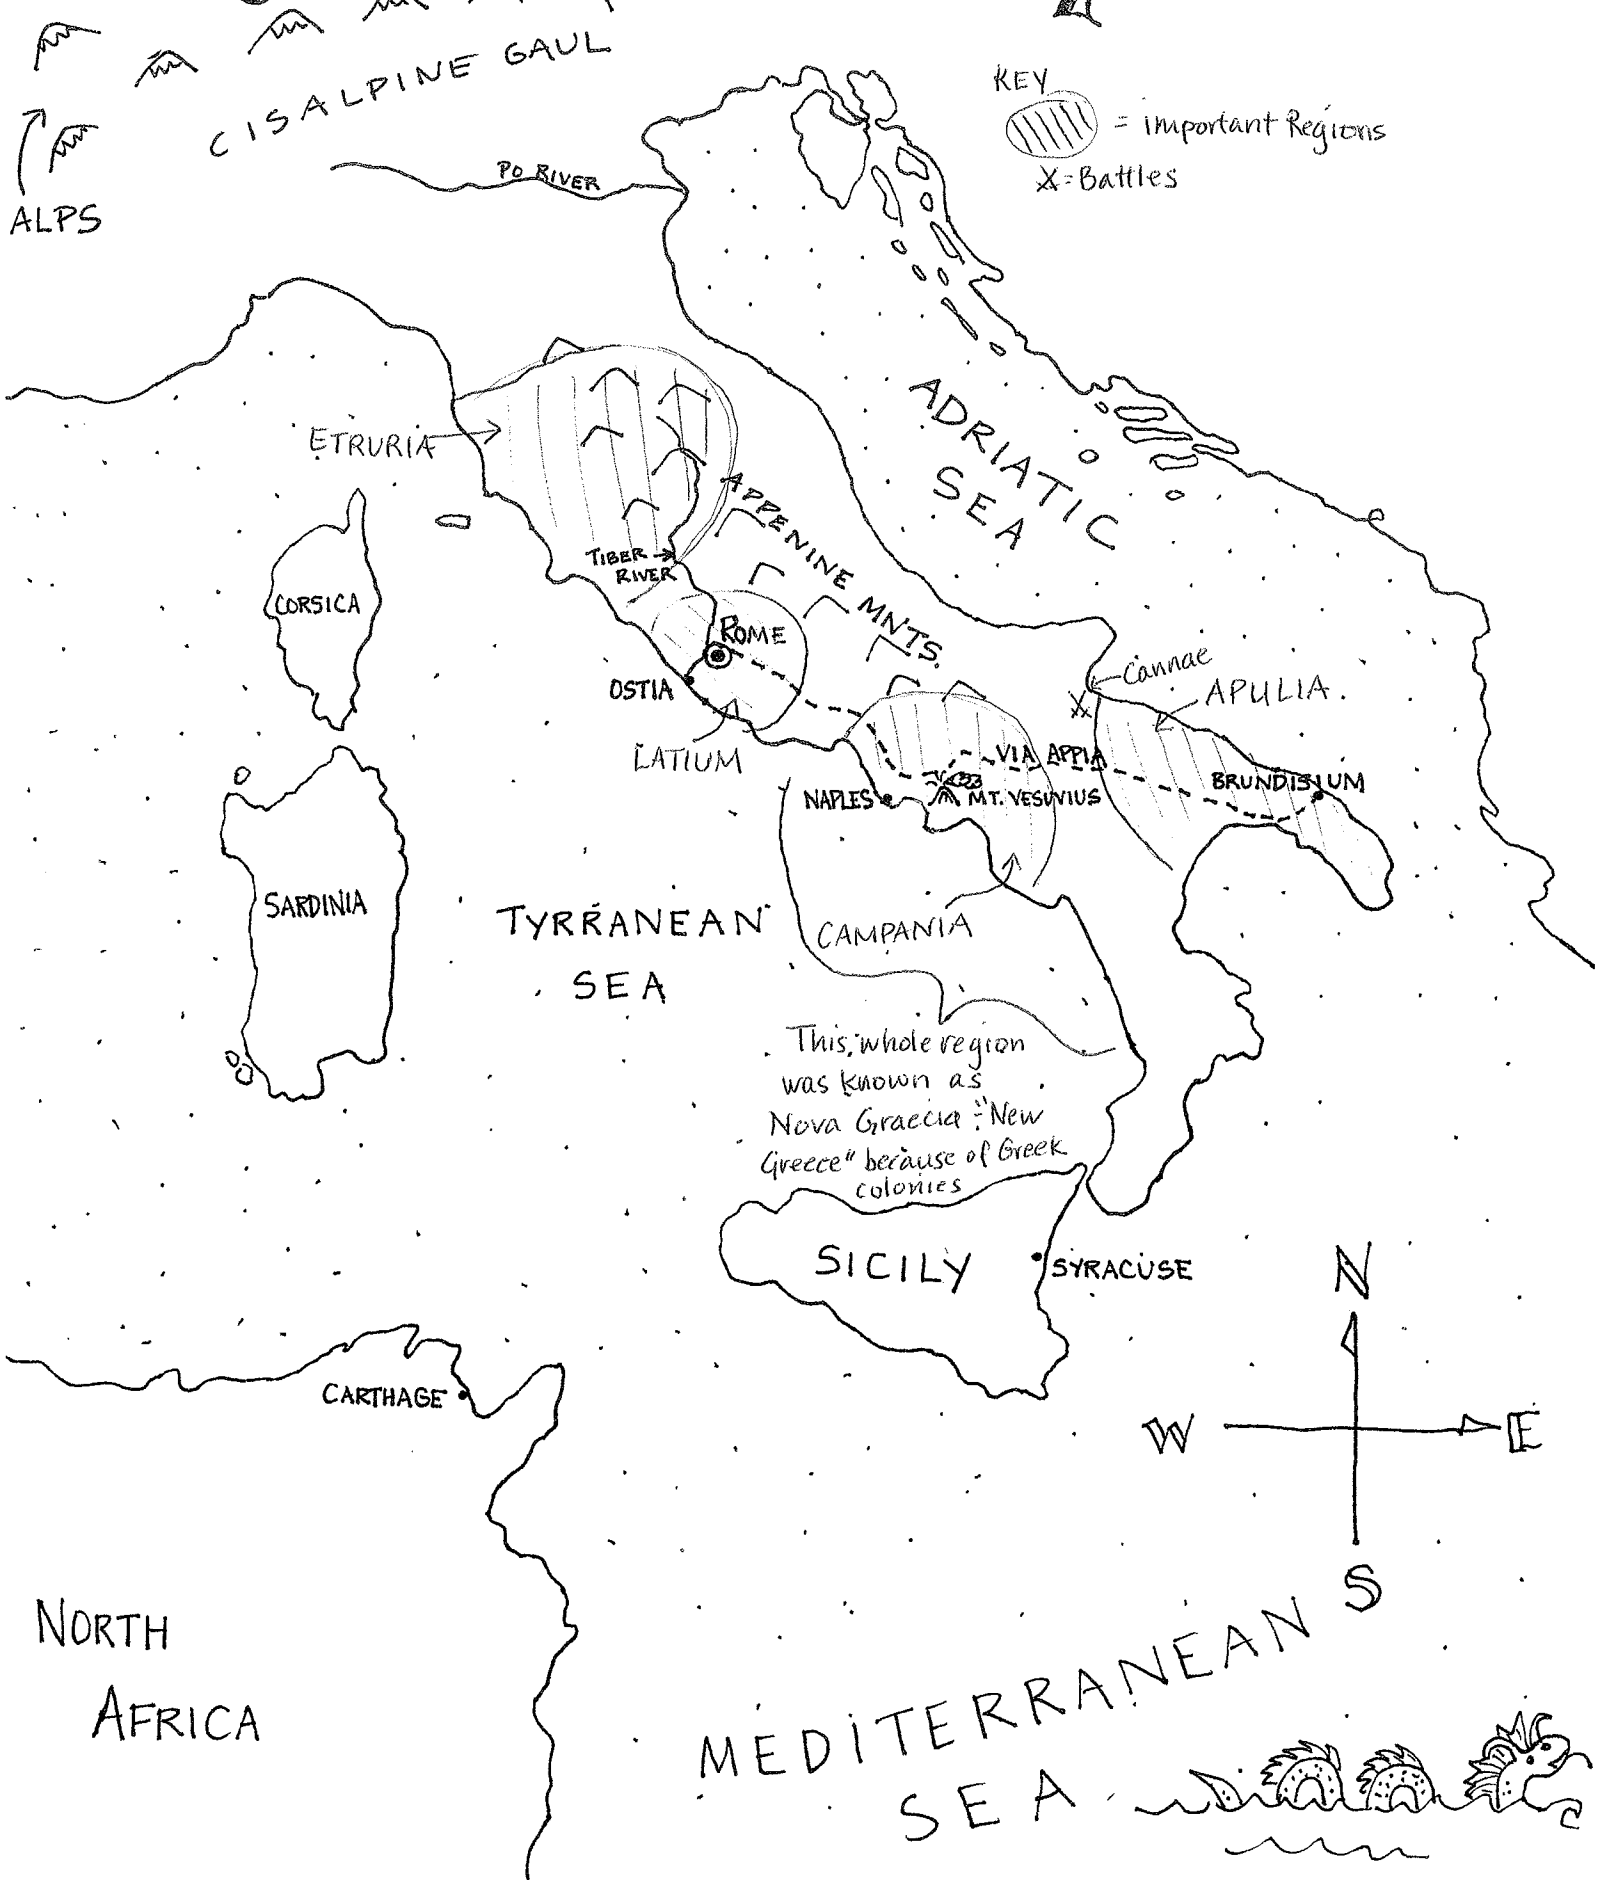 CISALPINE GAUL
KEY
= important Regions
X = Battles
PO RIVER
ALPS
ETRURIA
ADRIATIC
SEA
APPENINE MNTS.
TIBER
RIVER
CORSICA
ROME
OSTIA
LATIUM
Cannae
X
APULIA
VIA APPIA
BRUNDISIUM
NAPLES
MT. VESUVIUS
SARDINIA
TYRRANEAN
SEA
CAMPANIA
This whole region
was known as
Nova Graecia - "New
Greece" because of Greek
colonies
SICILY
SYRACUSE
N
CARTHAGE
W
E
S
NORTH
AFRICA
MEDITERRANEAN
SEA